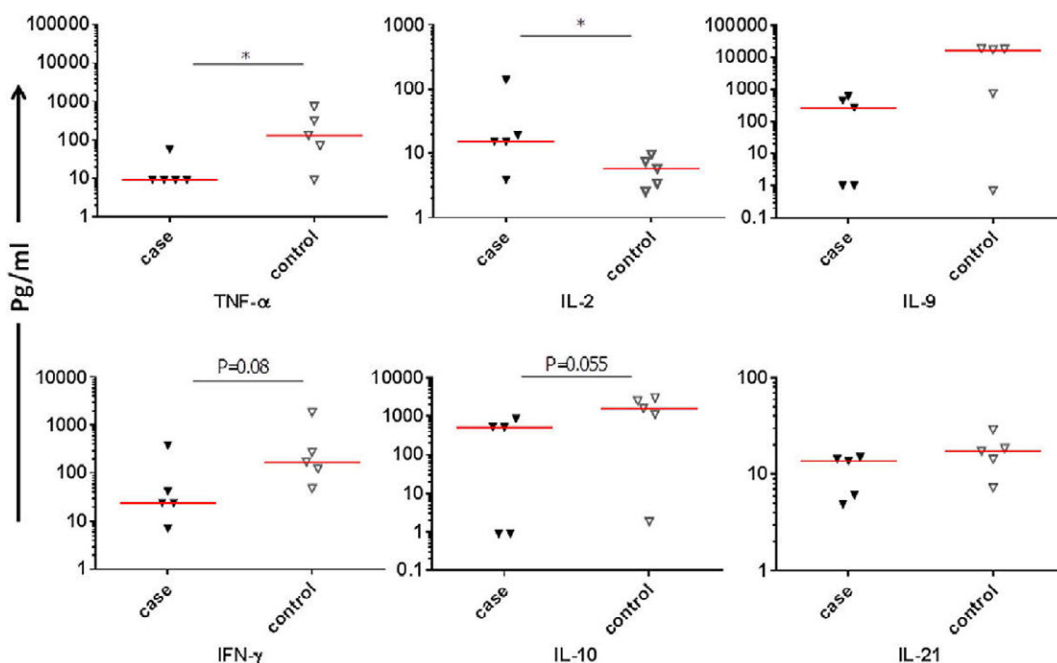 Pg/ml
100000
10000
1000
100
10
1
*
case
control
TNF-α
1000
100
10
1
*
case
control
IL-2
100000
10000
1000
100
10
1
0.1
case
control
IL-9
10000
1000
100
10
1
P=0.08
case
control
IFN-γ
10000
1000
100
10
1
0.1
P=0.055
case
control
IL-10
100
10
1
case
control
IL-21